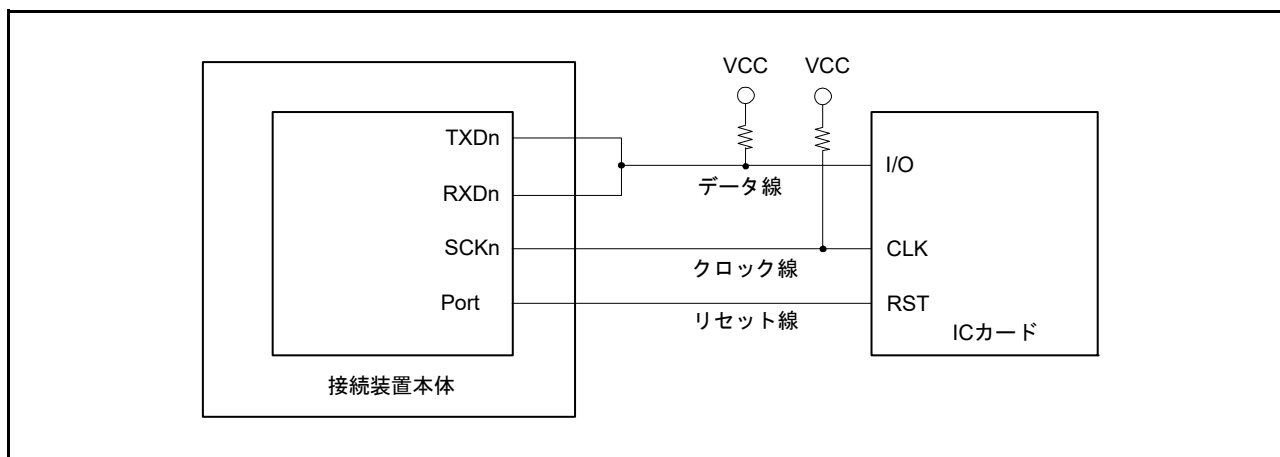 VCC
VCC
TXDn
I/O
データ線
RXDn
SCKn
CLK
クロック線
Port
RST
リセット線
ICカード
接続装置本体